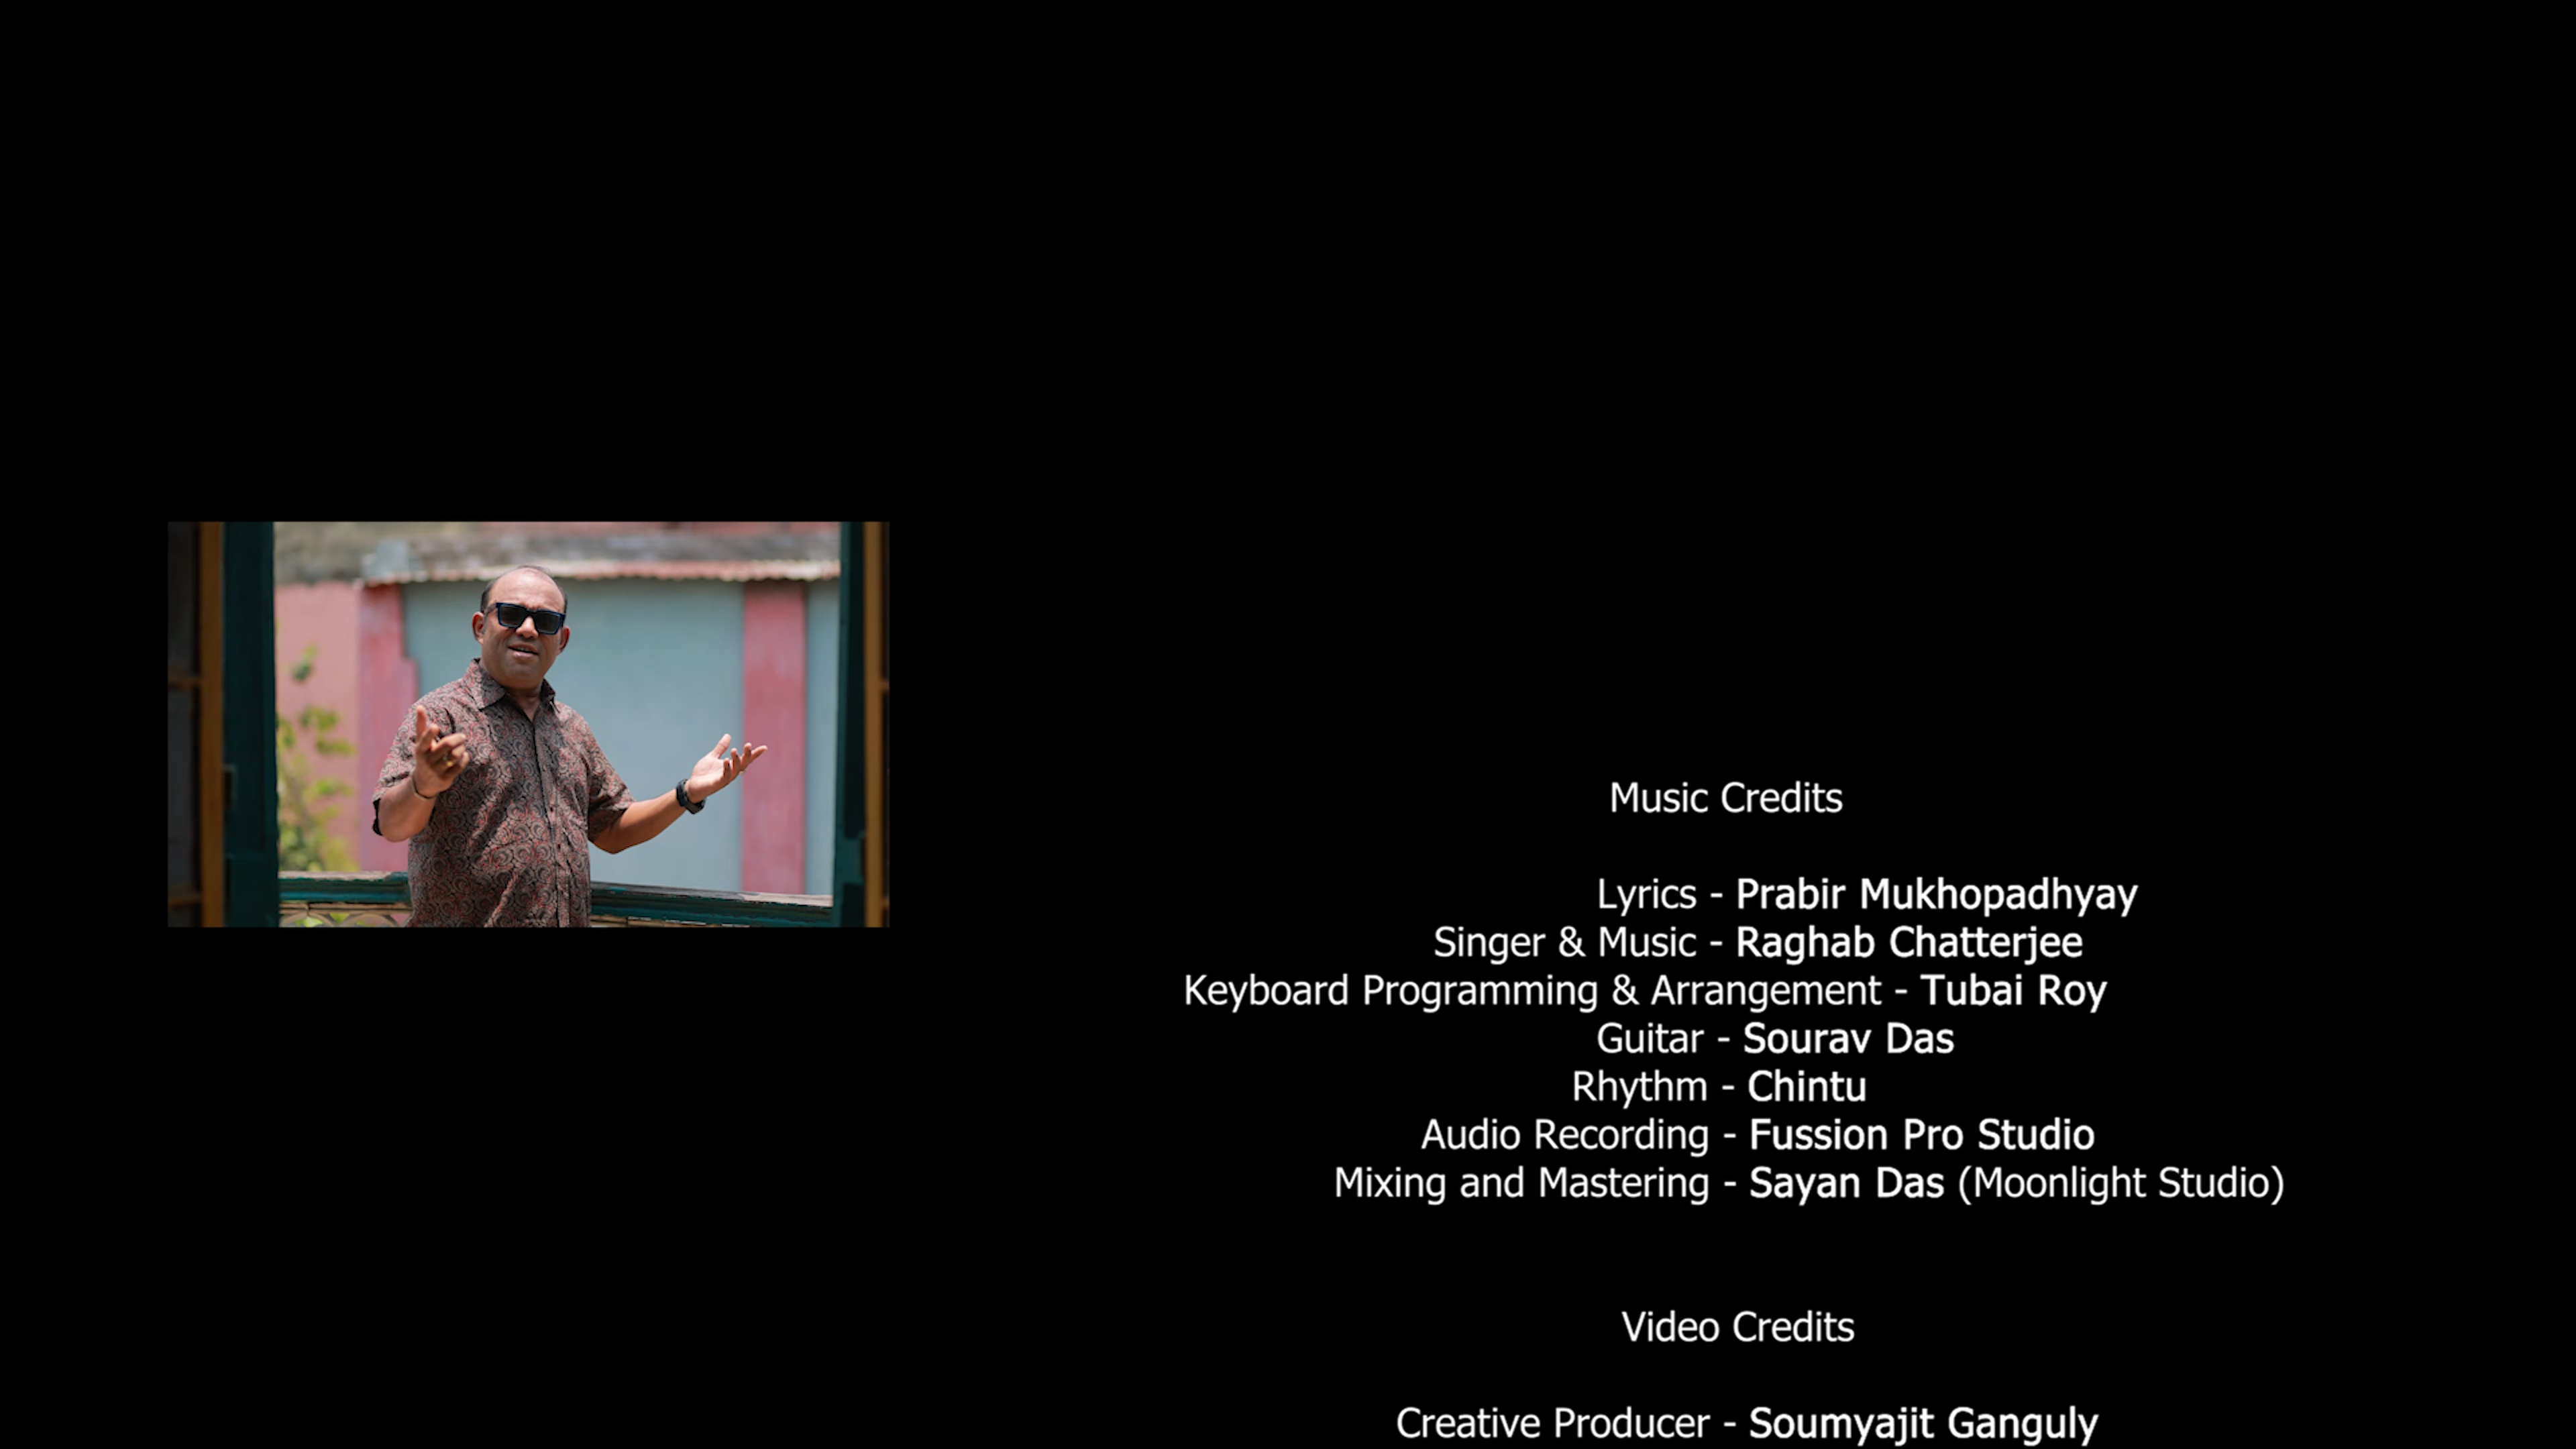 Music Credits
Lyrics - Prabir Mukhopadhyay
Singer & Music - Raghab Chatterjee
Keyboard Programming & Arrangement - Tubai Roy
Guitar - Sourav Das
Rhythm - Chintu
Audio Recording - Fussion Pro Studio
Mixing and Mastering - Sayan Das (Moonlight Studio)
Video Credits
Creative Producer - Soumyajit Ganguly